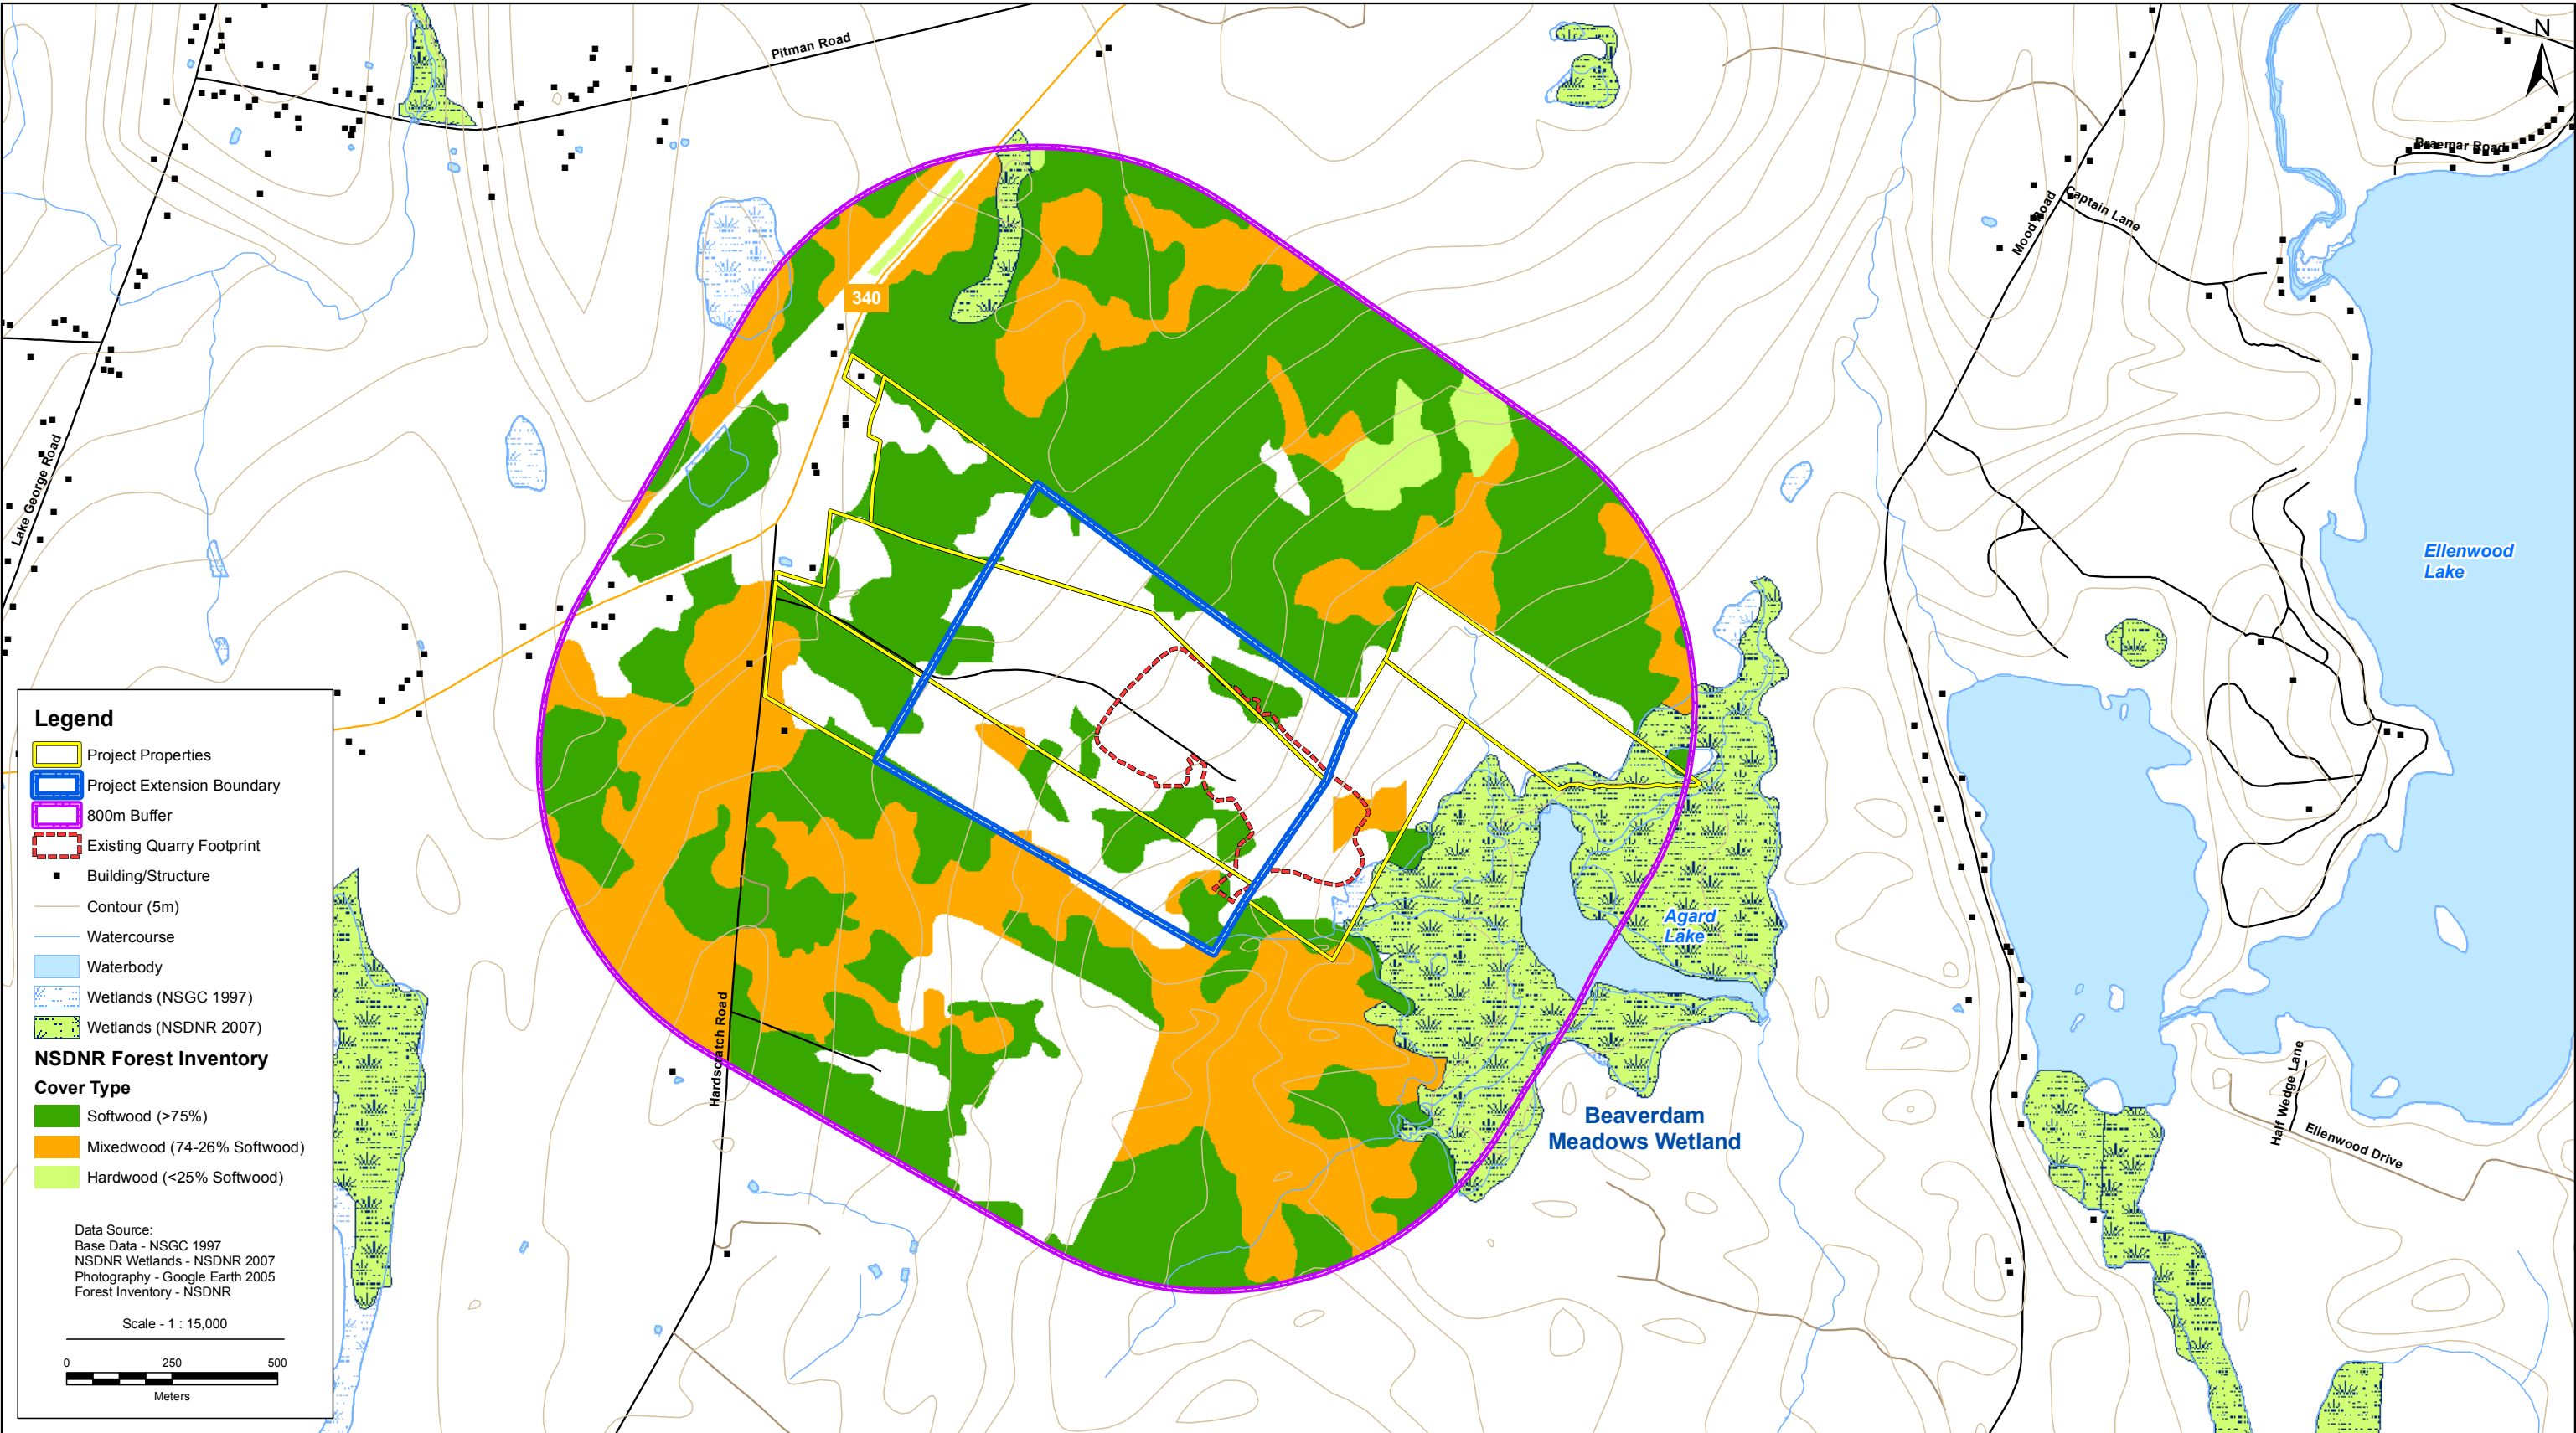 N
Pitman Road
Braemar Road
Captain Lane
Mood Road
340
Lake George Road
Ellenwood
Lake
Legend
Project Properties
Project Extension Boundary
800m Buffer
Existing Quarry Footprint
Building/Structure
Contour (5m)
Watercourse
Waterbody
Wetlands (NSGC 1997)
Wetlands (NSDNR 2007)
NSDNR Forest Inventory
Cover Type
Softwood (>75%)
Mixedwood (74-26% Softwood)
Hardwood (<25% Softwood)
Data Source:
Base Data - NSGC 1997
NSDNR Wetlands - NSDNR 2007
Photography - Google Earth 2005
Forest Inventory - NSDNR
Scale - 1 : 15,000
0 250 500
Meters
Agard
Lake
Hardscratch Road
Beaverdam
Meadows Wetland
Half Wedge Lane
Ellenwood Drive